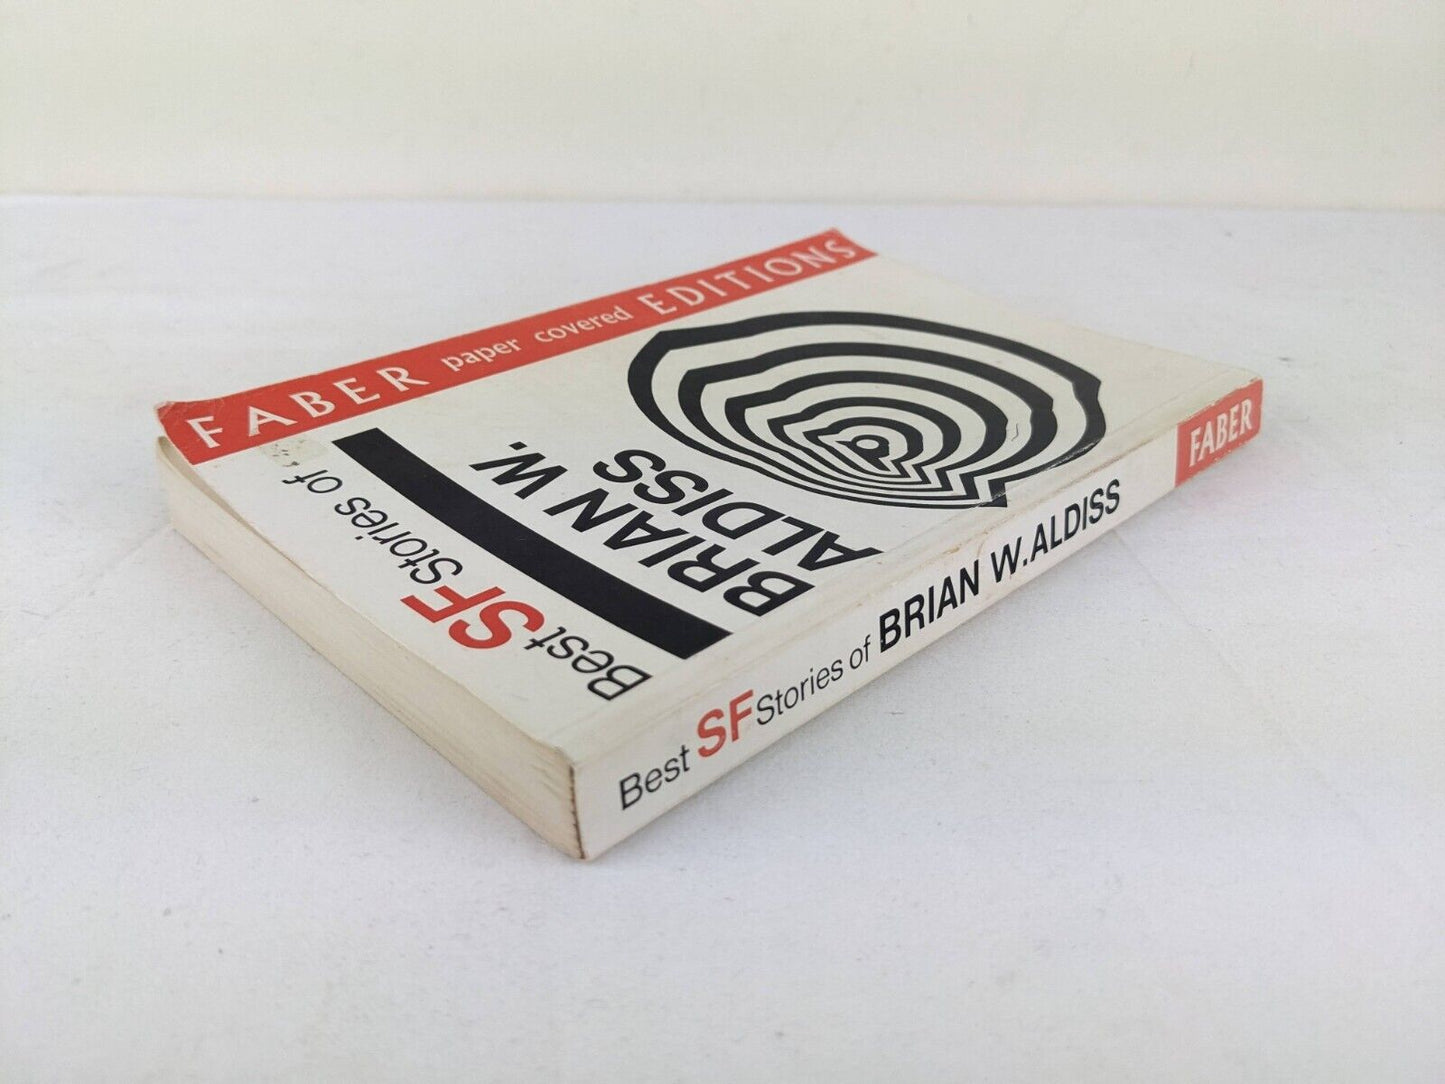 FABER paper covered EDITIONS
Best SF Stories of
BRIAN W.
ALDISS
Best SF Stories of BRIAN W. ALDISS FABER